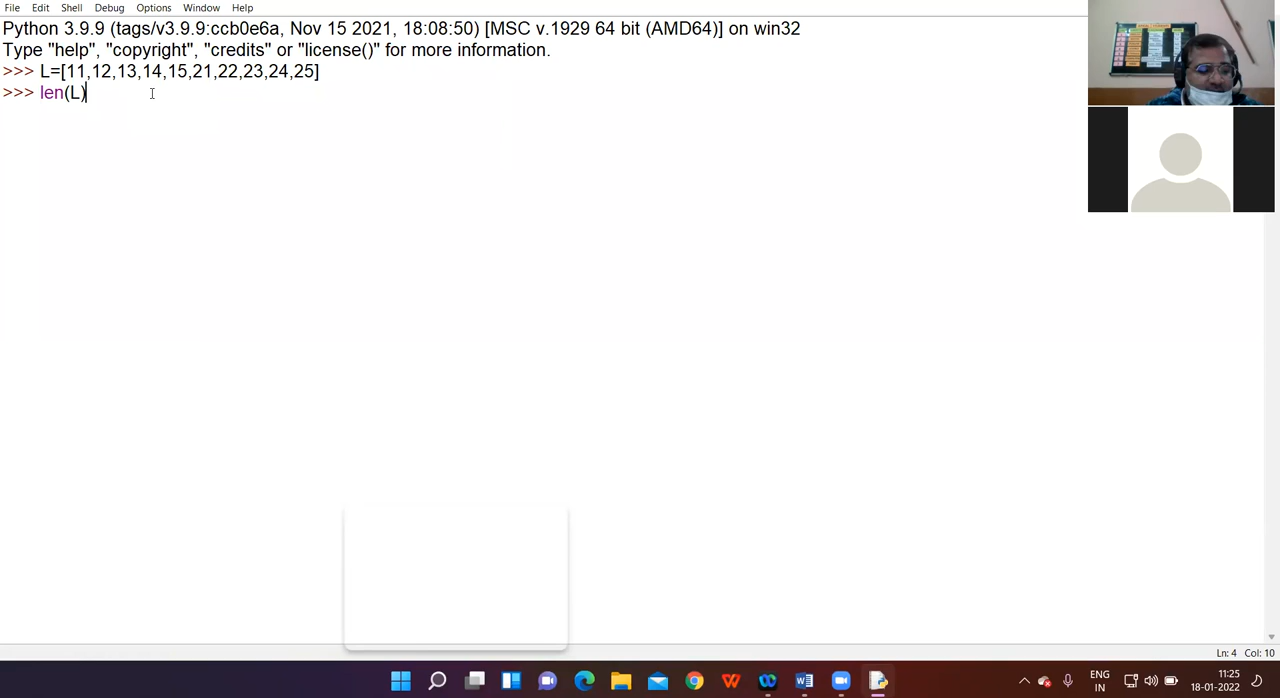 File Edit Shell Debug Options Window Help
Python 3.9.9 (tags/v3.9.9:ccb0e6a, Nov 15 2021, 18:08:50) [MSC v.1929 64 bit (AMD64)] on win32
Type "help", "copyright", "credits" or "license()" for more information.
>>> L=[11,12,13,14,15,21,22,23,24,25]
>>> len(L)
Ln: 4 Col: 10
ENG
IN
11:25
18-01-2022